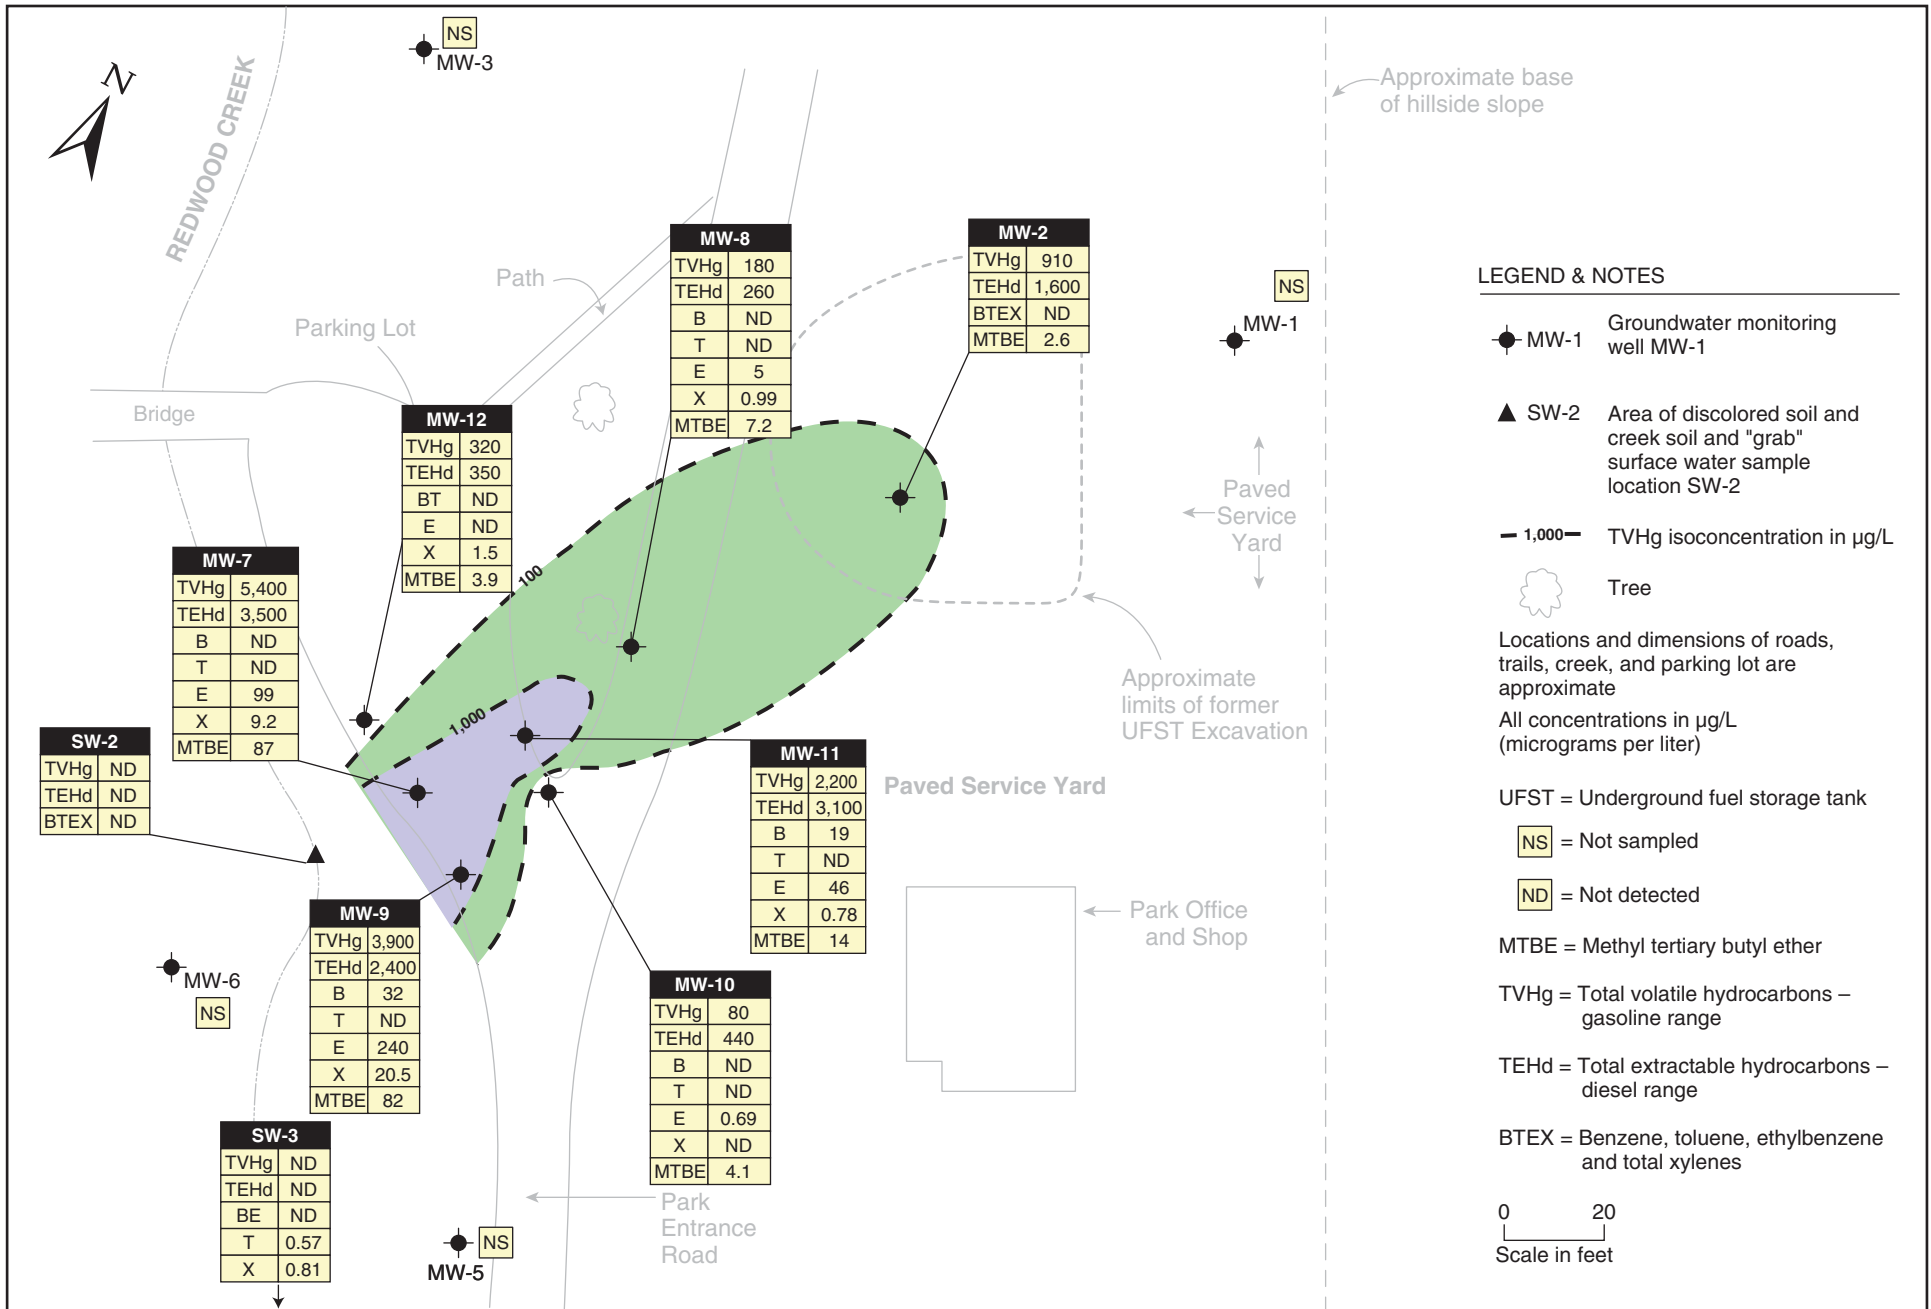 NS
MW-3
N
REDWOOD CREEK
Approximate base
of hillside slope
Path
Parking Lot
Bridge
MW-8
TVHg 180
TEHd 260
B ND
T ND
E 5
X 0.99
MTBE 7.2
MW-2
TVHg 910
TEHd 1,600
BTEX ND
MTBE 2.6
NS
MW-1
MW-12
TVHg 320
TEHd 350
BT ND
E ND
X 1.5
MTBE 3.9
Paved
Service
Yard
MW-7
TVHg 5,400
TEHd 3,500
B ND
T ND
E 99
X 9.2
MTBE 87
100
1,000
Approximate
limits of former
UFST Excavation
SW-2
TVHg ND
TEHd ND
BTEX ND
MW-11
TVHg 2,200
TEHd 3,100
B 19
T ND
E 46
X 0.78
MTBE 14
Paved Service Yard
MW-9
TVHg 3,900
TEHd 2,400
B 32
T ND
E 240
X 20.5
MTBE 82
Park Office
and Shop
MW-6
NS
MW-10
TVHg 80
TEHd 440
B ND
T ND
E 0.69
X ND
MTBE 4.1
SW-3
TVHg ND
TEHd ND
BE ND
T 0.57
X 0.81
Park
Entrance
Road
NS
MW-5
LEGEND & NOTES
MW-1 Groundwater monitoring
well MW-1
SW-2 Area of discolored soil and
creek soil and "grab"
surface water sample
location SW-2
1,000 TVHg isoconcentration in µg/L
Tree
Locations and dimensions of roads,
trails, creek, and parking lot are
approximate
All concentrations in µg/L
(micrograms per liter)
UFST = Underground fuel storage tank
NS = Not sampled
ND = Not detected
MTBE = Methyl tertiary butyl ether
TVHg = Total volatile hydrocarbons –
gasoline range
TEHd = Total extractable hydrocarbons –
diesel range
BTEX = Benzene, toluene, ethylbenzene
and total xylenes
0 20
Scale in feet